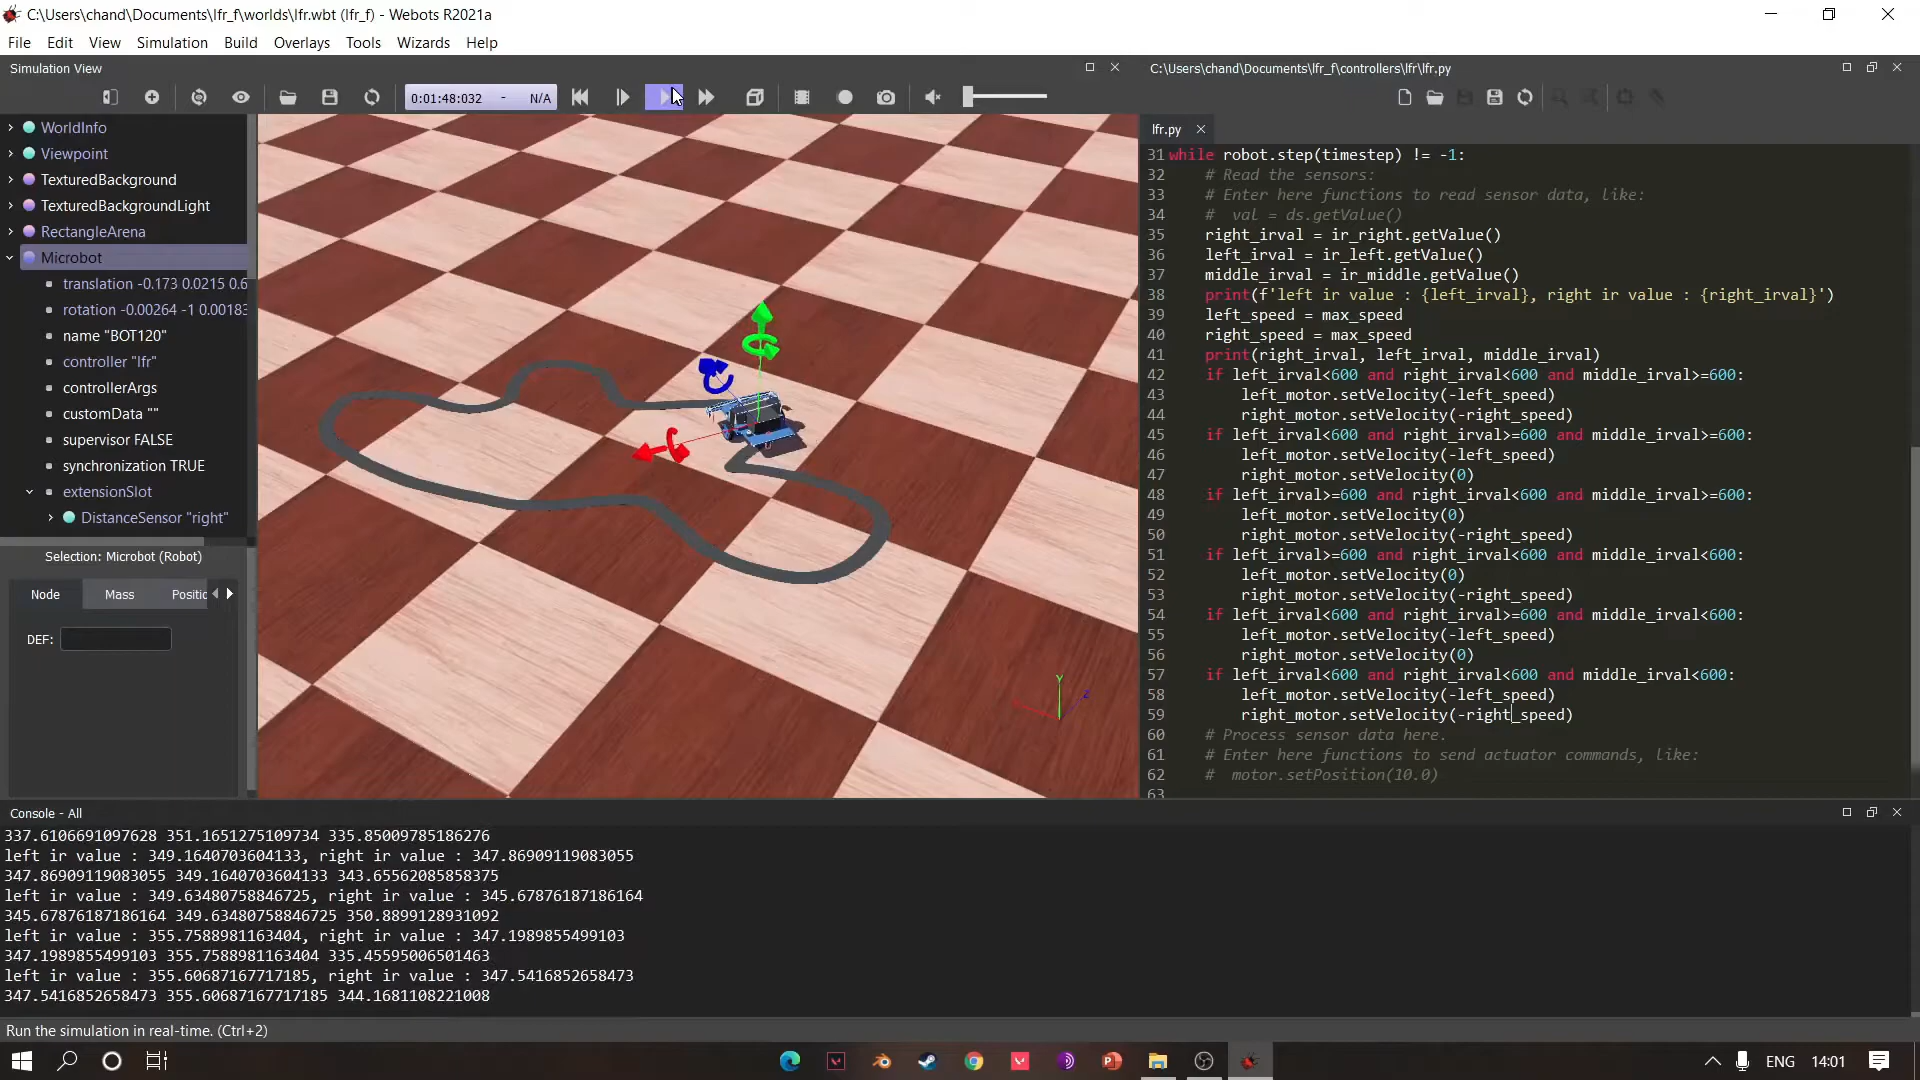 C:\Users\chand\Documents\lfr_f\worlds\lfr.wbt (lfr_f) - Webots R2021a
File Edit View Simulation Build Overlays Tools Wizards Help
Simulation View
0:01:48:032 - N/A
WorldInfo
Viewpoint
TexturedBackground
TexturedBackgroundLight
RectangleArena
Microbot
translation -0.173 0.0215 0.6
rotation -0.00264 -1 0.00183
name "BOT120"
controller "lfr"
controllerArgs
customData ""
supervisor FALSE
synchronization TRUE
extensionSlot
DistanceSensor "right"
Selection: Microbot (Robot)
Node Mass Positic
DEF:
Y
Z
C:\Users\chand\Documents\lfr_f\controllers\lfr\lfr.py
lfr.py
31 while robot.step(timestep) != -1:
32 # Read the sensors:
33 # Enter here functions to read sensor data, like:
34 #  val = ds.getValue()
35 right_irval = ir_right.getValue()
36 left_irval = ir_left.getValue()
37 middle_irval = ir_middle.getValue()
38 print(f'left ir value : {left_irval}, right ir value : {right_irval}')
39 left_speed = max_speed
40 right_speed = max_speed
41 print(right_irval, left_irval, middle_irval)
42 if left_irval<600 and right_irval<600 and middle_irval>=600:
43 left_motor.setVelocity(-left_speed)
44 right_motor.setVelocity(-right_speed)
45 if left_irval<600 and right_irval>=600 and middle_irval>=600:
46 left_motor.setVelocity(-left_speed)
47 right_motor.setVelocity(0)
48 if left_irval>=600 and right_irval<600 and middle_irval>=600:
49 left_motor.setVelocity(0)
50 right_motor.setVelocity(-right_speed)
51 if left_irval>=600 and right_irval<600 and middle_irval<600:
52 left_motor.setVelocity(0)
53 right_motor.setVelocity(-right_speed)
54 if left_irval<600 and right_irval>=600 and middle_irval<600:
55 left_motor.setVelocity(-left_speed)
56 right_motor.setVelocity(0)
57 if left_irval<600 and right_irval<600 and middle_irval<600:
58 left_motor.setVelocity(-left_speed)
59 right_motor.setVelocity(-right_speed)
60 # Process sensor data here.
61 # Enter here functions to send actuator commands, like:
62 #  motor.setPosition(10.0)
63
Console - All
337.6106691097628 351.1651275109734 335.85009785186276
left ir value : 349.1640703604133, right ir value : 347.86909119083055
347.86909119083055 349.1640703604133 343.65562085858375
left ir value : 349.63480758846725, right ir value : 345.67876187186164
345.67876187186164 349.63480758846725 350.8899128931092
left ir value : 355.7588981163404, right ir value : 347.1989855499103
347.1989855499103 355.7588981163404 335.45595006501463
left ir value : 355.60687167717185, right ir value : 347.5416852658473
347.5416852658473 355.60687167717185 344.1681108221008
Run the simulation in real-time. (Ctrl+2)
ENG 14:01